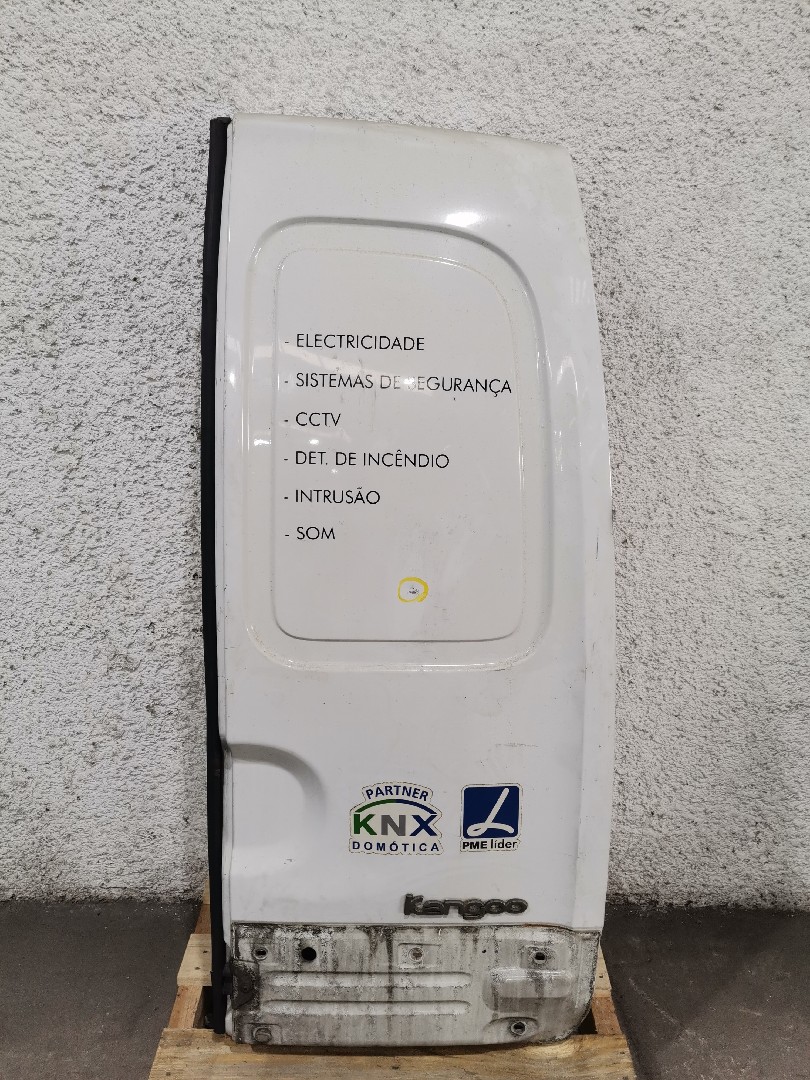 - ELECTRICIDADE
- SISTEMAS DE SEGURANÇA
- CCTV
- DET. DE INCÊNDIO
- INTRUSÃO
- SOM
PARTNER
KNX
DOMÓTICA
PME líder
Kangoo